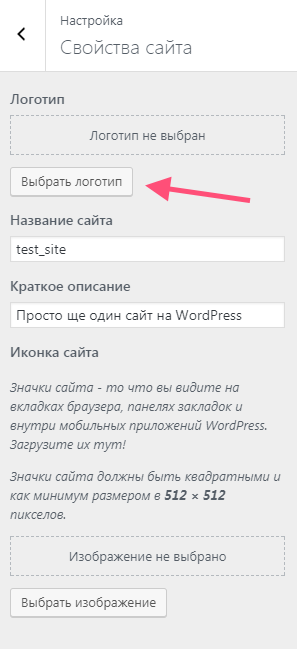 Настройка
Свойства сайта
Логотип
Логотип не выбран
Выбрать логотип
Название сайта
test_site
Краткое описание
Просто ще один сайт на WordPress
Иконка сайта
Значки сайта - то что вы видите на
вкладках браузера, панелях закладок и
внутри мобильных приложений WordPress.
Загрузите их тут!
Значки сайта должны быть квадратными и
как минимум размером в 512 × 512
пикселов.
Изображение не выбрано
Выбрать изображение